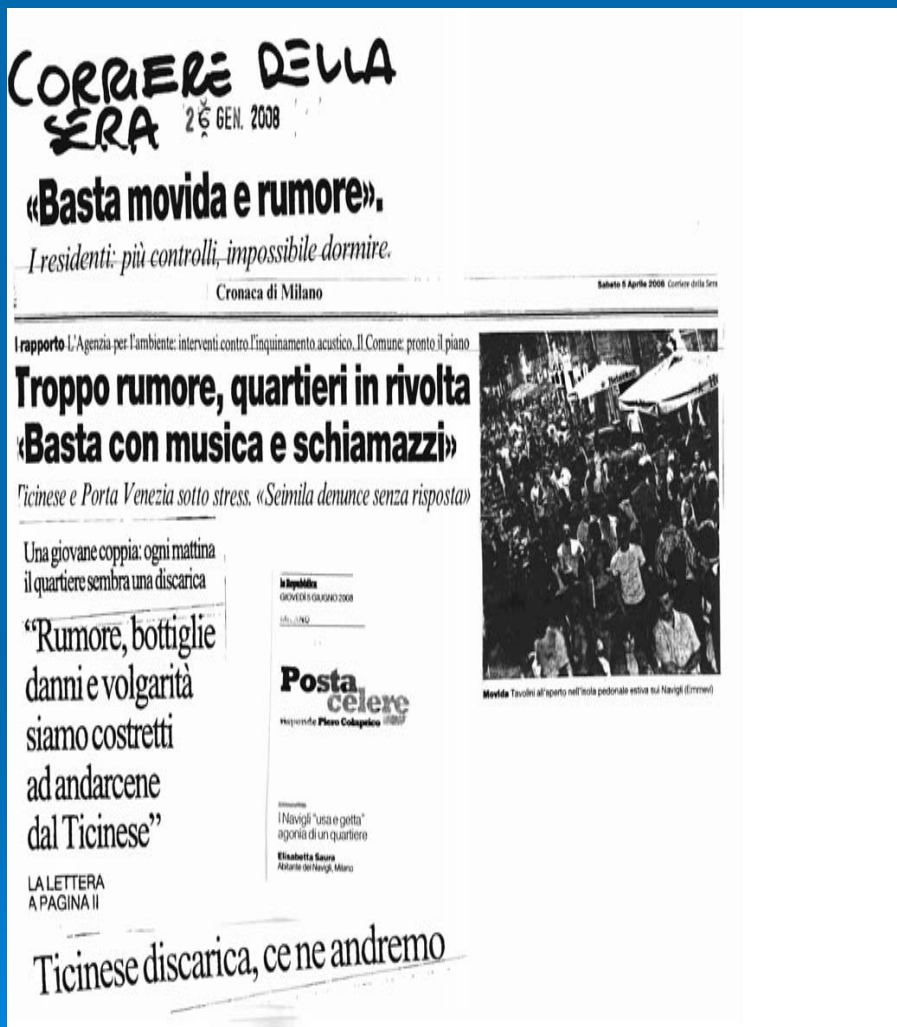 CORRIERE DELLA
SERA 26 GEN. 2008
«Basta movida e rumore».
I residenti: più controlli, impossibile dormire.
Cronaca di Milano
Sabato 5 Aprile 2008 Corriere della Sera
l rapporto L'Agenzia per l'ambiente: interventi contro l'inquinamento acustico. Il Comune: pronto il piano
Troppo rumore, quartieri in rivolta
«Basta con musica e schiamazzi»
Ticinese e Porta Venezia sotto stress. «Seimila denunce senza risposta»
Movida Tavolini all'aperto nell'isola pedonale estiva sui Navigli (Emmevi)
Una giovane coppia: ogni mattina
il quartiere sembra una discarica
“Rumore, bottiglie
danni e volgarità
siamo costretti
ad andarcene
dal Ticinese”
LA LETTERA
A PAGINA II
la Repubblica
GIOVEDÌ 5 GIUGNO 2008
MILANO
Posta
celere
Risponde Piero Colaprico
I Navigli "usa e getta"
agonia di un quartiere
Elisabetta Saura
Abitante dei Navigli, Milano
Ticinese discarica, ce ne andremo